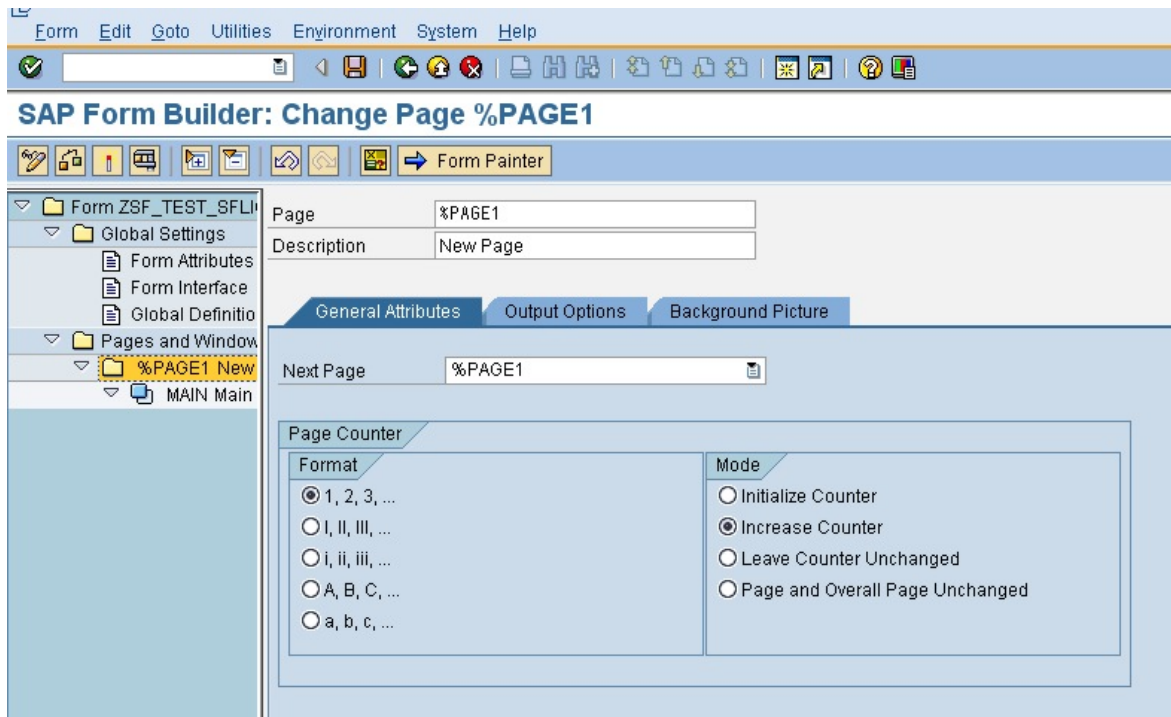 Form Edit Goto Utilities Environment System Help
SAP Form Builder: Change Page %PAGE1
Form Painter
Form ZSF_TEST_SFLI
Global Settings
Form Attributes
Form Interface
Global Definitio
Pages and Window
%PAGE1 New
MAIN Main
Page %PAGE1
Description New Page
General Attributes Output Options Background Picture
Next Page %PAGE1
Page Counter
Format Mode
1, 2, 3, ... Initialize Counter
I, II, III, ... Increase Counter
i, ii, iii, ... Leave Counter Unchanged
A, B, C, ... Page and Overall Page Unchanged
a, b, c, ...